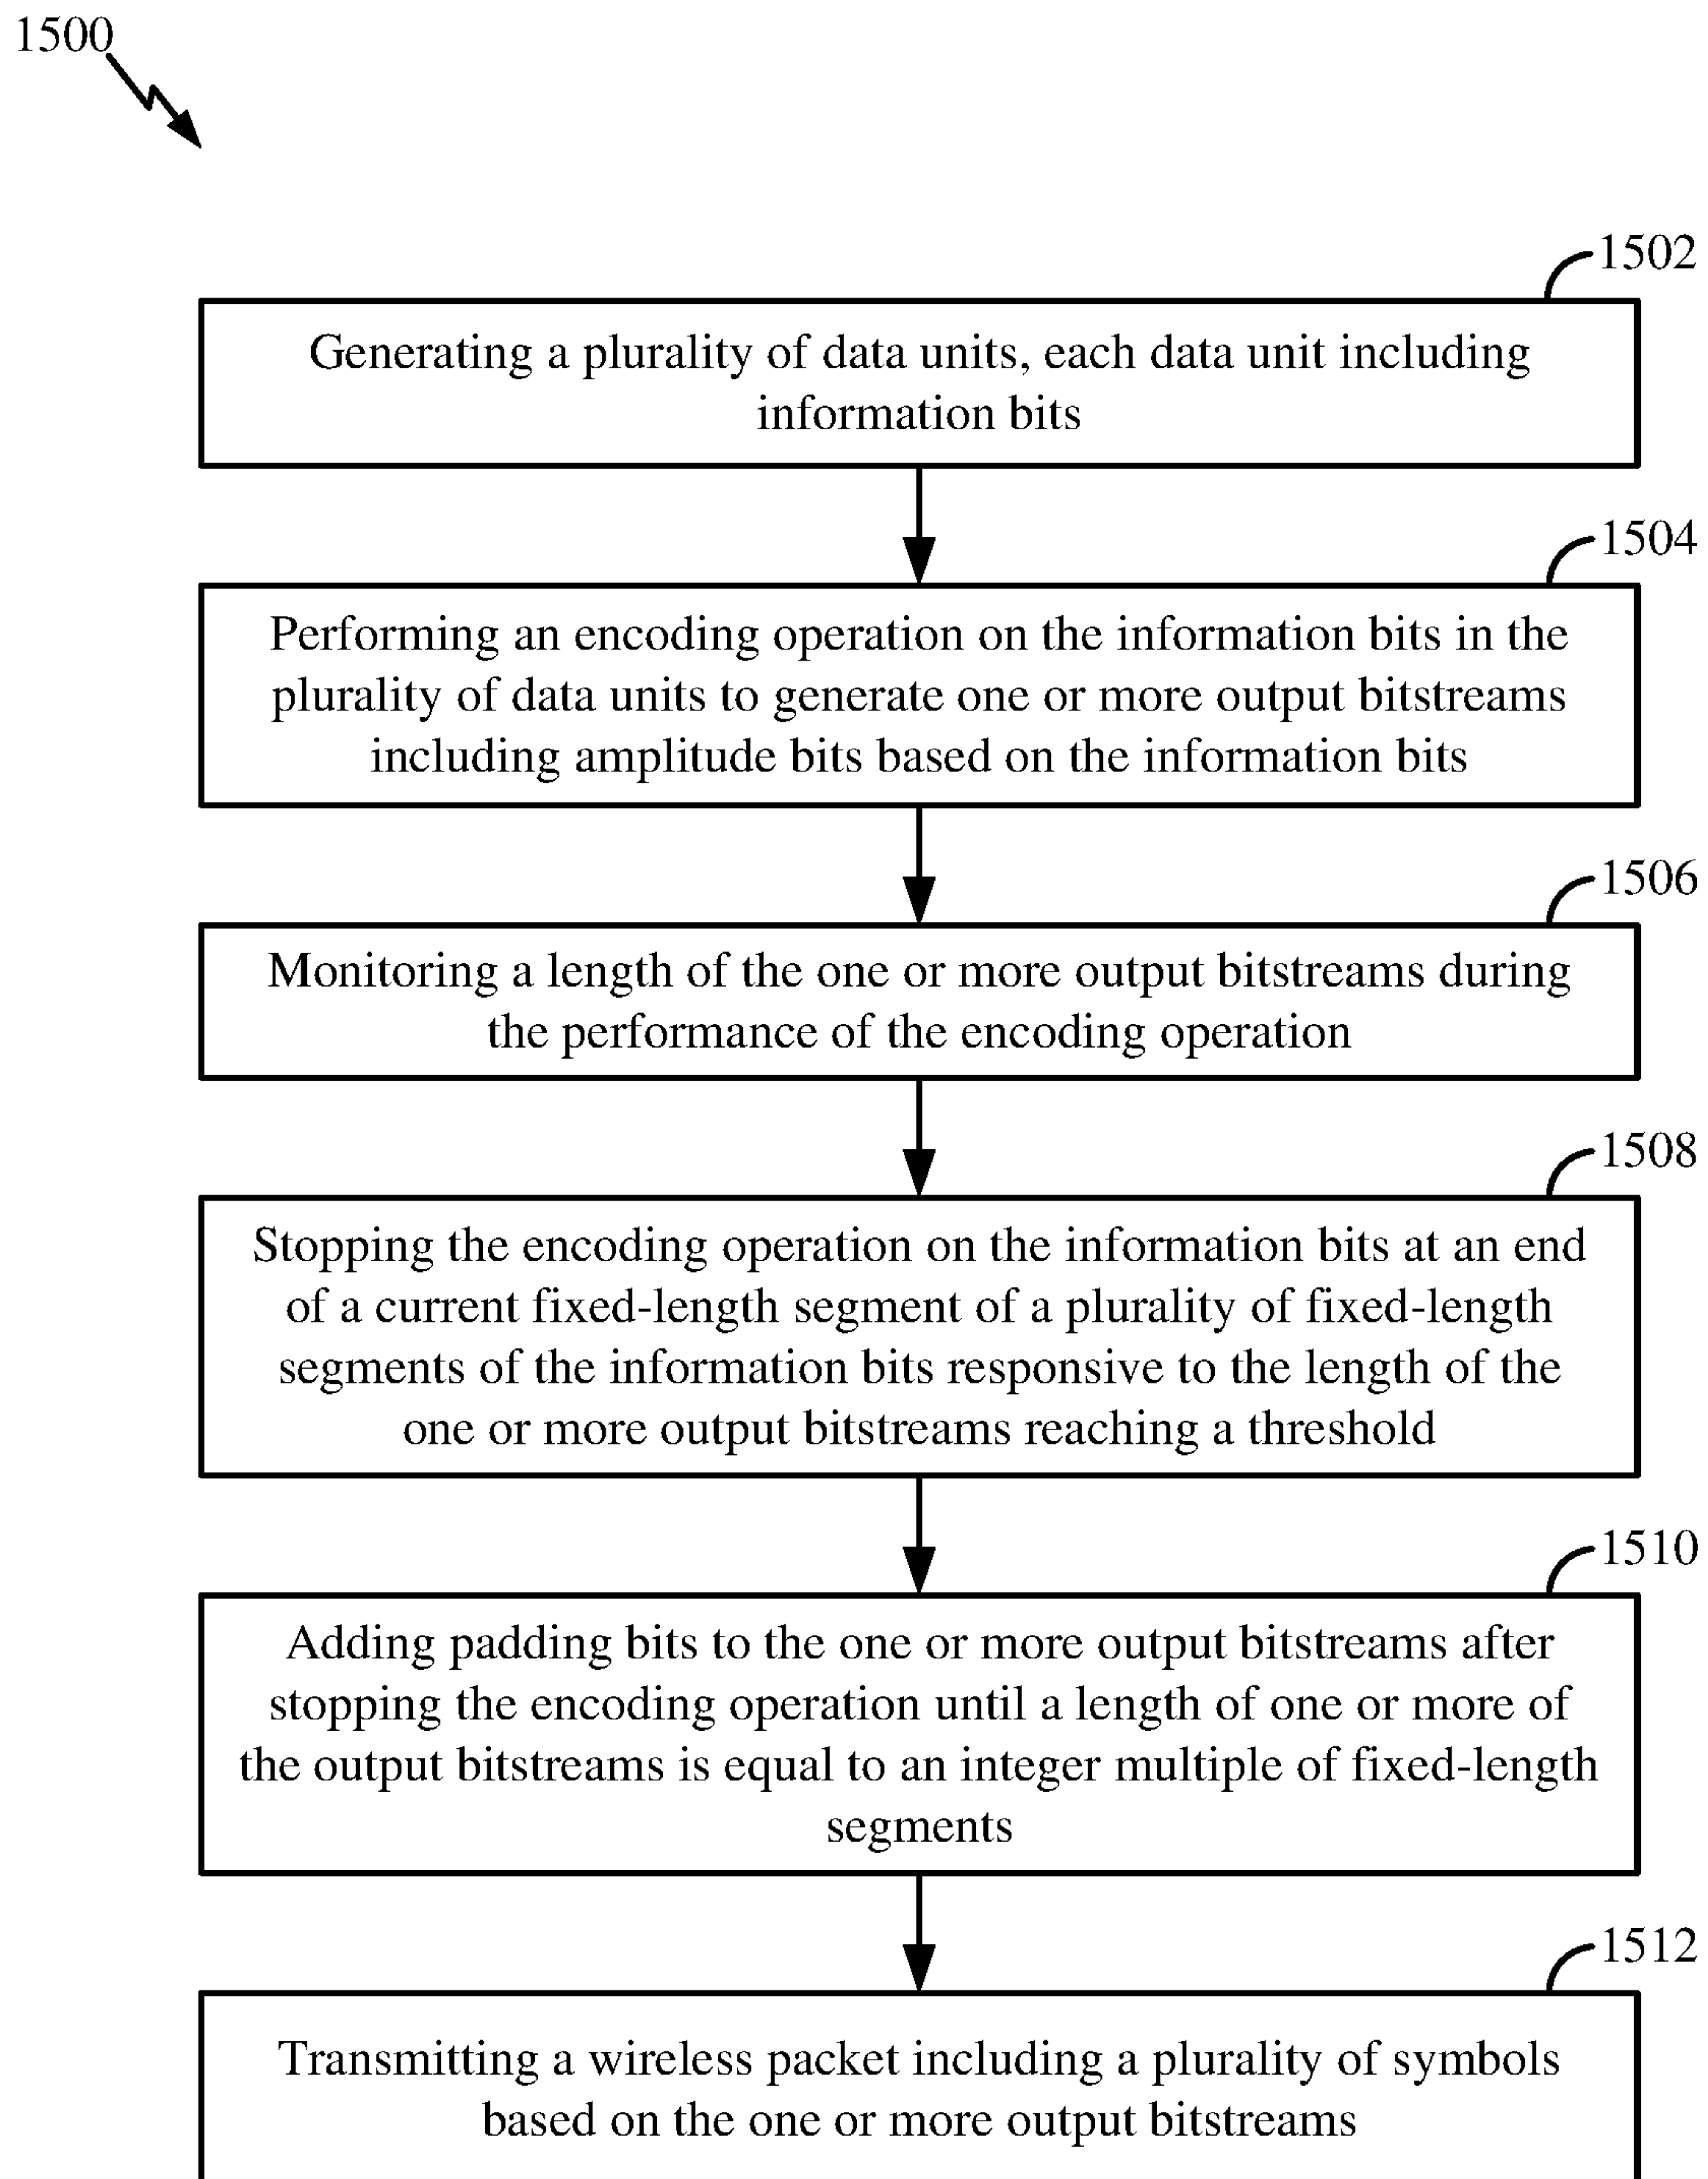 1500
1502
Generating a plurality of data units, each data unit including
information bits
1504
Performing an encoding operation on the information bits in the
plurality of data units to generate one or more output bitstreams
including amplitude bits based on the information bits
1506
Monitoring a length of the one or more output bitstreams during
the performance of the encoding operation
1508
Stopping the encoding operation on the information bits at an end
of a current fixed-length segment of a plurality of fixed-length
segments of the information bits responsive to the length of the
one or more output bitstreams reaching a threshold
1510
Adding padding bits to the one or more output bitstreams after
stopping the encoding operation until a length of one or more of
the output bitstreams is equal to an integer multiple of fixed-length
segments
1512
Transmitting a wireless packet including a plurality of symbols
based on the one or more output bitstreams